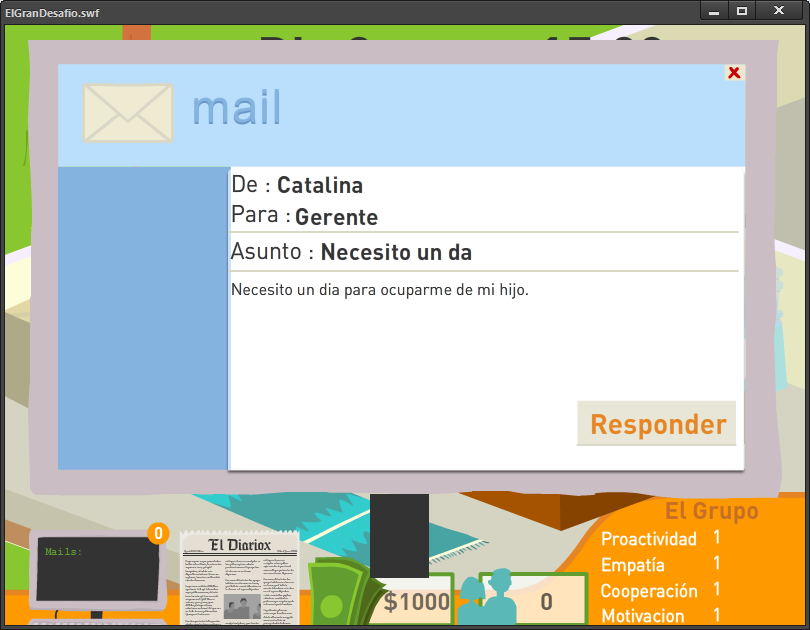 ElGranDesafio.swf
mail
De : Catalina
Para : Gerente
Asunto : Necesito un da
Necesito un dia para ocuparme de mi hijo.
Responder
El Grupo
Proactividad 1
Empatía 1
Cooperación 1
Motivacion 1
Mails:
0
El Diariox
$1000
0